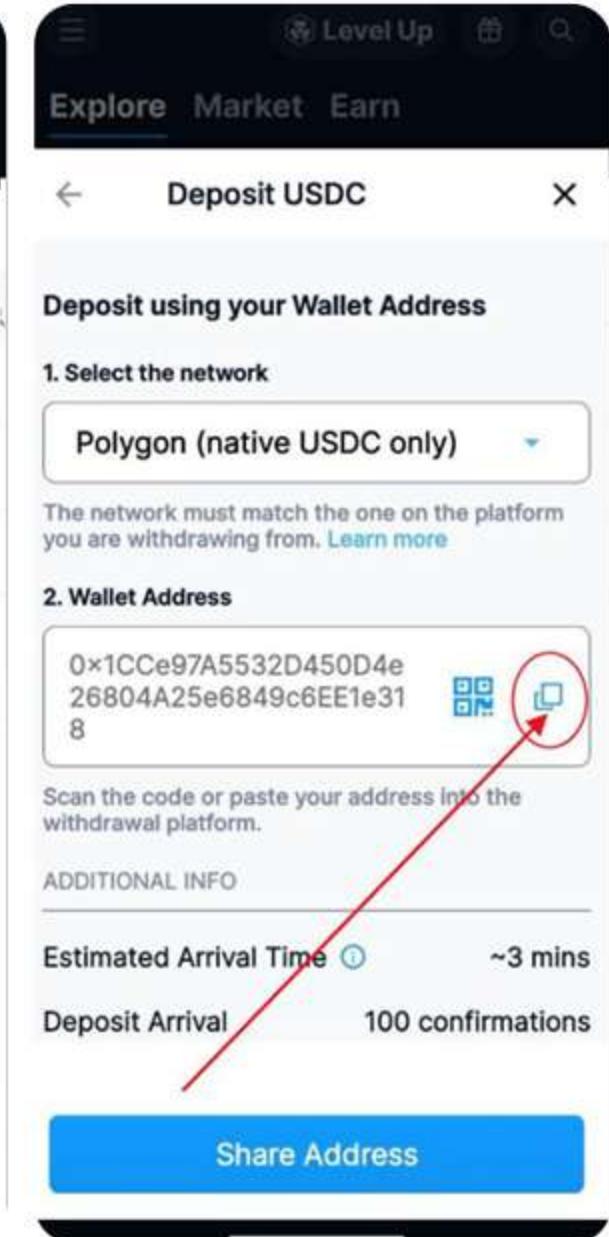 Level Up
Explore Market Earn
Deposit USDC
Deposit using your Wallet Address
1. Select the network
Polygon (native USDC only)
The network must match the one on the platform
you are withdrawing from. Learn more
2. Wallet Address
0×1CCe97A5532D450D4e
26804A25e6849c6EE1e31
8
Scan the code or paste your address into the
withdrawal platform.
ADDITIONAL INFO
Estimated Arrival Time ~3 mins
Deposit Arrival 100 confirmations
Share Address